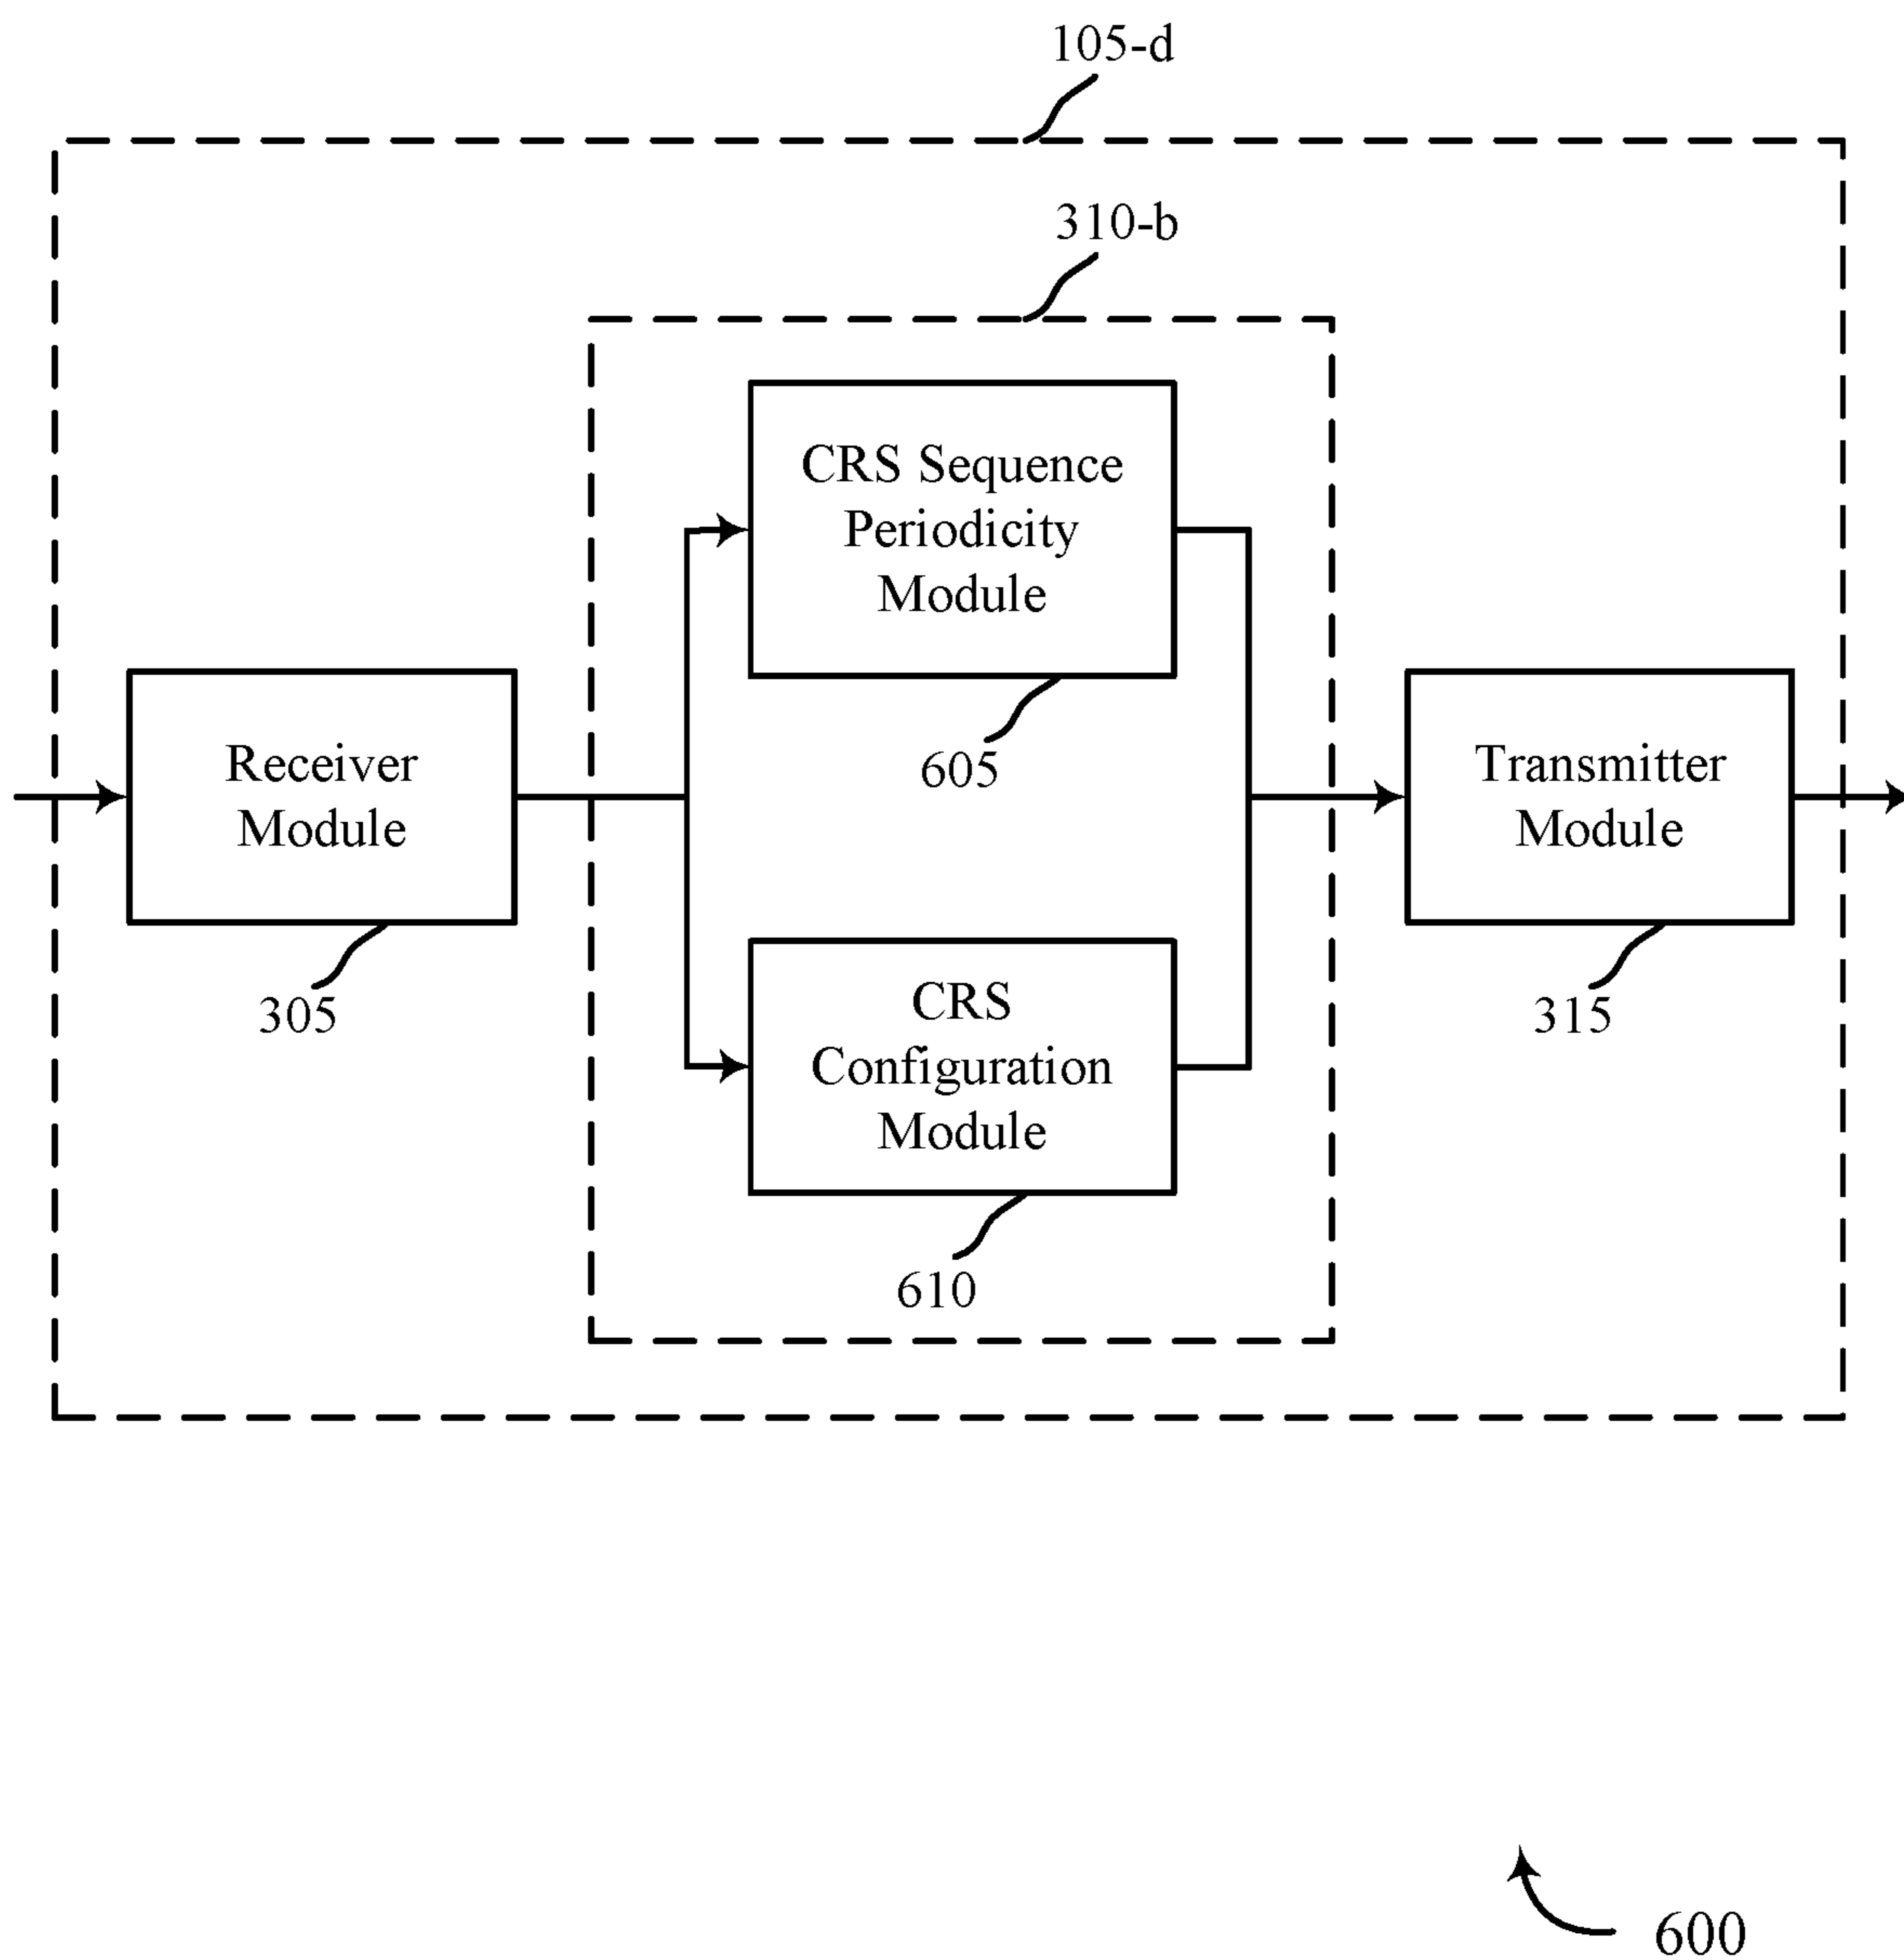 105-d
310-b
CRS Sequence
Periodicity
Module
605
Receiver
Module
305
Transmitter
Module
315
CRS
Configuration
Module
610
600